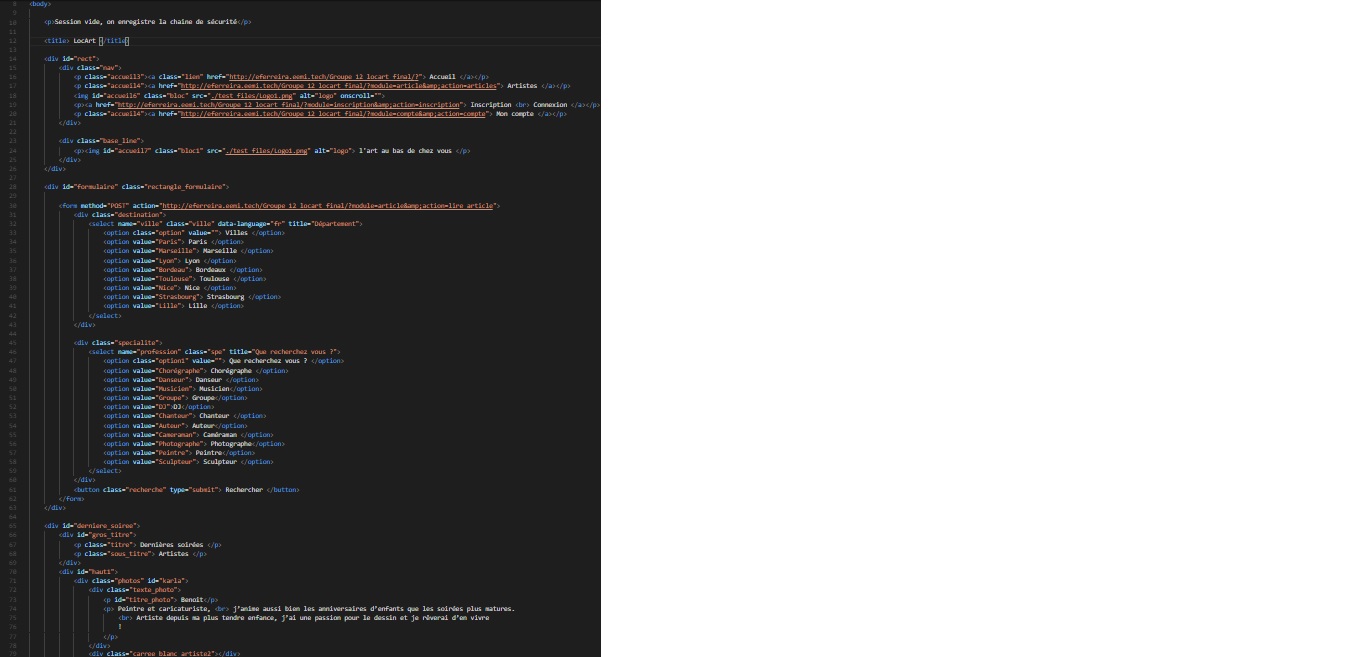 8 <body>
9
10 <p>Session vide, on enregistre la chaine de sécurité</p>
11
12 <title> LocArt </title>
13
14 <div id="rect">
15 <div class="nav">
16 <p class="accueil3"><a class="lien" href="http://eferreira.eemi.tech/Groupe_12_locart_final/?"> Accueil </a></p>
17 <p class="accueil4"><a href="http://eferreira.eemi.tech/Groupe_12_locart_final/?module=articles&amp;action=articles"> Artistes </a></p>
18 <img id="accueil6" class="bloc" src="./test_files/Logo1.png" alt="logo" onscroll="">
19 <p><a href="http://eferreira.eemi.tech/Groupe_12_locart_final/?module=inscription&amp;action=inscription"> Inscription <br> Connexion </a></p>
20 <p class="accueil4"><a href="http://eferreira.eemi.tech/Groupe_12_locart_final/?module=compte&amp;action=compte"> Mon compte </a></p>
21 </div>
22
23 <div class="base_line">
24 <p><img id="accueil7" class="bloc1" src="./test_files/Logo1.png" alt="logo"> l'art au bas de chez vous </p>
25 </div>
26 </div>
27
28 <div id="formulaire" class="rectangle_formulaire">
29
30 <form method="POST" action="http://eferreira.eemi.tech/Groupe_12_locart_final/?module=article&amp;action=lire_article">
31 <div class="destination">
32 <select name="ville" class="ville" data-language="fr" title="Département">
33 <option class="option" value=""> Villes </option>
34 <option value="Paris"> Paris </option>
35 <option value="Marseille"> Marseille </option>
36 <option value="Lyon"> Lyon </option>
37 <option value="Bordeau"> Bordeaux </option>
38 <option value="Toulouse"> Toulouse </option>
39 <option value="Nice"> Nice </option>
40 <option value="Strasbourg"> Strasbourg </option>
41 <option value="Lille"> Lille </option>
42 </select>
43 </div>
44
45 <div class="specialite">
46 <select name="profession" class="spe" title="Que recherchez vous ?">
47 <option class="option1" value=""> Que recherchez vous ? </option>
48 <option value="Chorégraphe"> Chorégraphe </option>
49 <option value="Danseur"> Danseur </option>
50 <option value="Musicien"> Musicien</option>
51 <option value="Groupe"> Groupe</option>
52 <option value="DJ">DJ</option>
53 <option value="Chanteur"> Chanteur </option>
54 <option value="Auteur"> Auteur</option>
55 <option value="Cameraman"> Caméraman </option>
56 <option value="Photographe"> Photographe</option>
57 <option value="Peintre"> Peintre</option>
58 <option value="Sculpteur"> Sculpteur </option>
59 </select>
60 </div>
61 <button class="recherche" type="submit"> Rechercher </button>
62 </form>
63 </div>
64
65 <div id="derniere_soiree">
66 <div id="gros_titre">
67 <p class="titre"> Dernières soirées </p>
68 <p class="sous_titre"> Artistes </p>
69 </div>
70 <div id="haut1">
71 <div class="photos" id="karla">
72 <div class="texte_photo">
73 <p id="titre_photo"> Benoit</p>
74 <p> Peintre et caricaturiste, <br> j'anime aussi bien les anniversaires d'enfants que les soirées plus matures.
75 <br> Artiste depuis ma plus tendre enfance, j'ai une passion pour le dessin et je rêverai d'en vivre
76 !
77 </p>
78 </div>
79 <div class="carree_blanc_artiste2"></div>